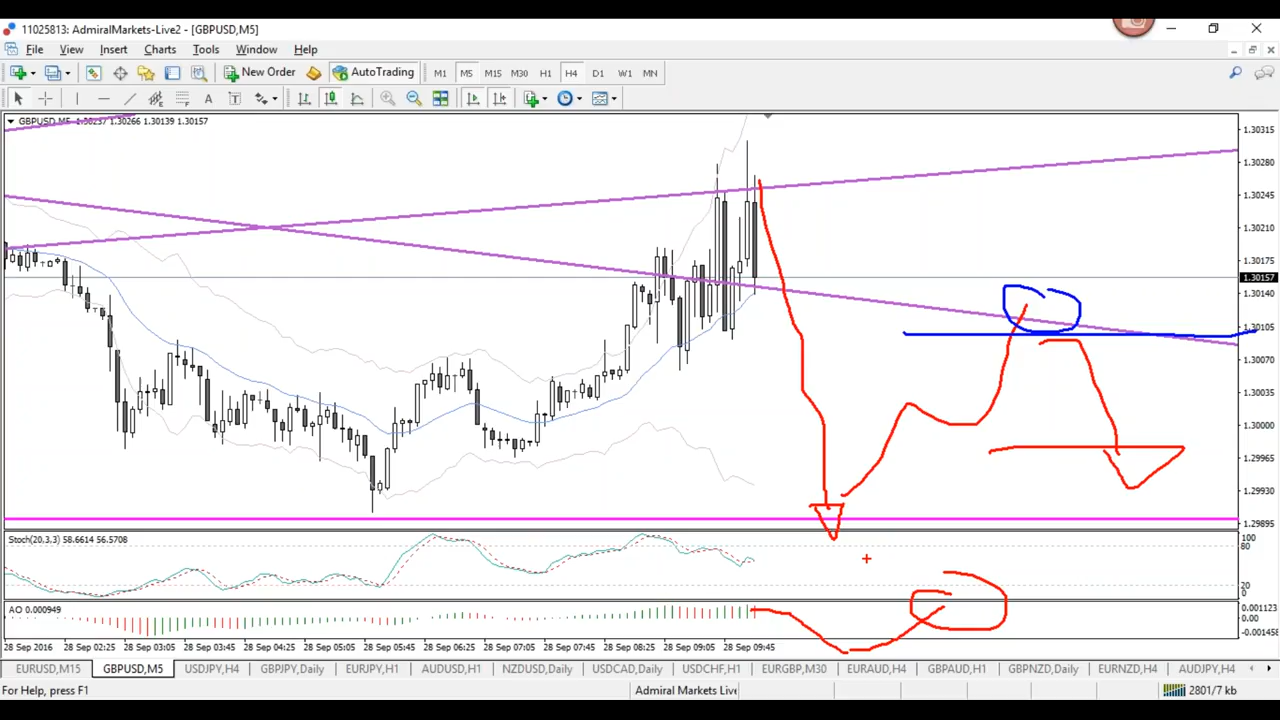 11025813: AdmiralMarkets-Live2 - [GBPUSD,M5]
File View Insert Charts Tools Window Help
New Order AutoTrading M1 M5 M15 M30 H1 H4 D1 W1 MN
A T
GBPUSD,M5 1.30237 1.30266 1.30139 1.30157
1.30315
1.30280
1.30245
1.30210
1.30175
1.30157
1.30140
1.30105
1.30070
1.30035
1.30000
1.29965
1.29930
1.29895
Stoch(20,3,3) 58.6614 56.5708
100
80
20
0
AO 0.000949
0.001123
0.00
-0.001458
28 Sep 2016 28 Sep 02:25 28 Sep 03:05 28 Sep 03:45 28 Sep 04:25 28 Sep 05:05 28 Sep 05:45 28 Sep 06:25 28 Sep 07:05 28 Sep 07:45 28 Sep 08:25 28 Sep 09:05 28 Sep 09:45
EURUSD,M15 GBPUSD,M5 USDJPY,H4 GBPJPY,Daily EURJPY,H1 AUDUSD,H1 NZDUSD,Daily USDCAD,Daily USDCHF,H1 EURGBP,M30 EURAUD,H4 GBPAUD,H1 GBPNZD,Daily EURNZD,H4 AUDJPY,H4
For Help, press F1 Admiral Markets Live 2801/7 kb